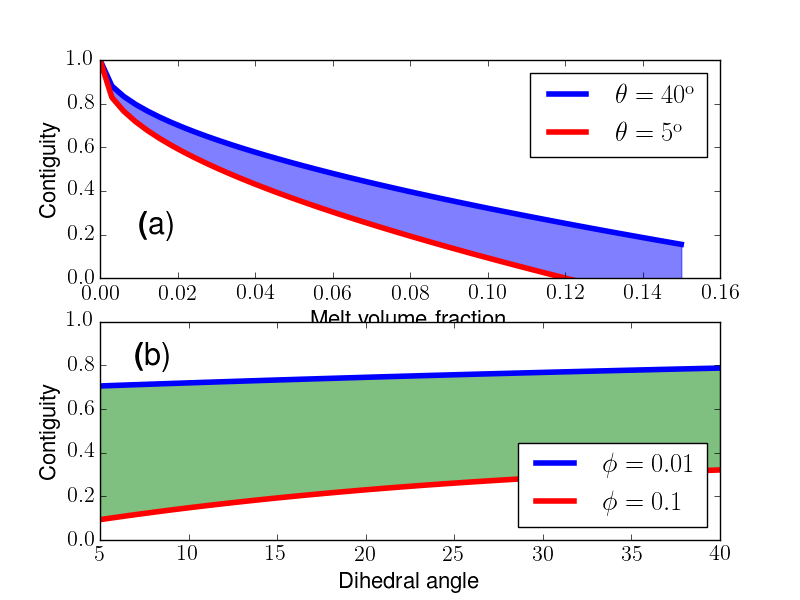 1.0
0.8
0.6
0.4
0.2
0.0
Contiguity
θ = 40º
θ = 5º
(a)
0.00 0.02 0.04 0.06 0.08 0.10 0.12 0.14 0.16
Melt volume fraction
1.0
0.8
0.6
0.4
0.2
0.0
Contiguity
(b)
ϕ = 0.01
ϕ = 0.1
5 10 15 20 25 30 35 40
Dihedral angle